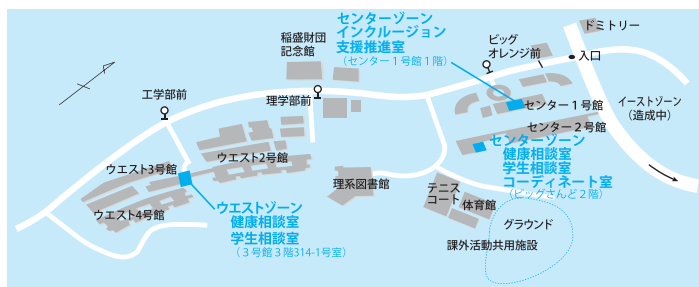 センターゾーン
インクルージョン
支援推進室
（センター１号館１階）
稲盛財団
記念館
ビッグ
オレンジ前
ドミトリー
入口
工学部前
理学部前
センター１号館
イーストゾーン
（造成中）
センター２号館
センターゾーン
健康相談室
学生相談室
コーディネート室
（ビッグさんど２階）
ウエスト2号館
ウエスト3号館
ウエスト4号館
ウエストゾーン
健康相談室
学生相談室
（３号館３階314-1号室）
理系図書館
テニス
コート
体育館
グラウンド
課外活動共用施設